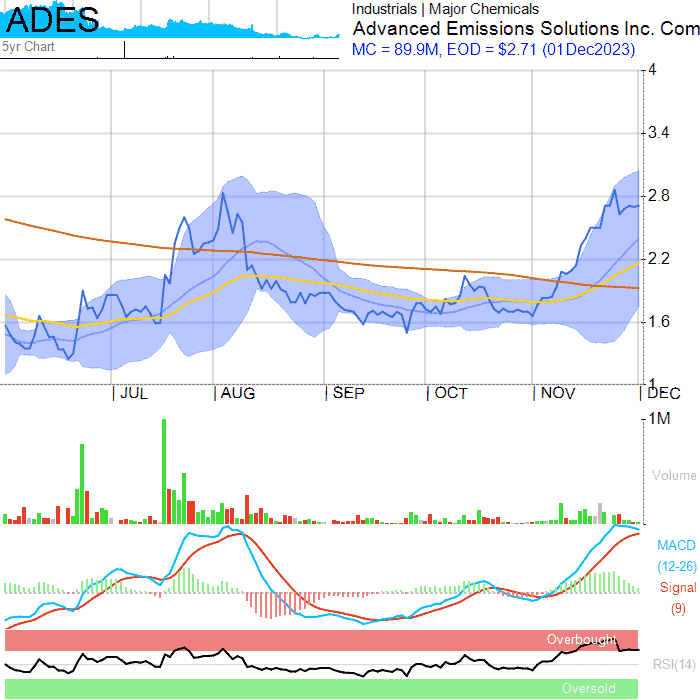 ADES
5yr Chart
Industrials | Major Chemicals
Advanced Emissions Solutions Inc. Com
MC = 89.9M, EOD = $2.71 (01Dec2023)
4
3.4
2.8
2.2
1.6
1
JUL
AUG
SEP
OCT
NOV
DEC
1M
Volume
MACD
(12-26)
Signal
(9)
Overbought
RSI(14)
Oversold